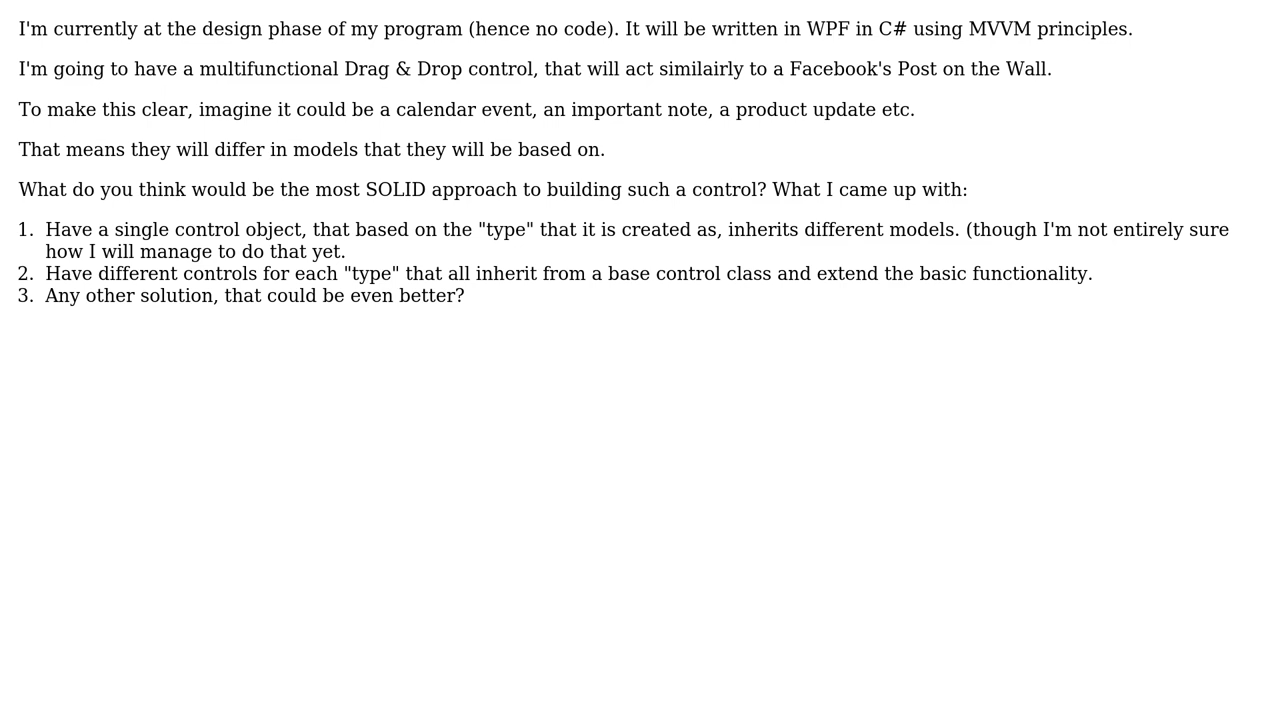 I'm currently at the design phase of my program (hence no code). It will be written in WPF in C# using MVVM principles.
I'm going to have a multifunctional Drag & Drop control, that will act similairly to a Facebook's Post on the Wall.
To make this clear, imagine it could be a calendar event, an important note, a product update etc.
That means they will differ in models that they will be based on.
What do you think would be the most SOLID approach to building such a control? What I came up with:
1. Have a single control object, that based on the "type" that it is created as, inherits different models. (though I'm not entirely sure
how I will manage to do that yet.
2. Have different controls for each "type" that all inherit from a base control class and extend the basic functionality.
3. Any other solution, that could be even better?